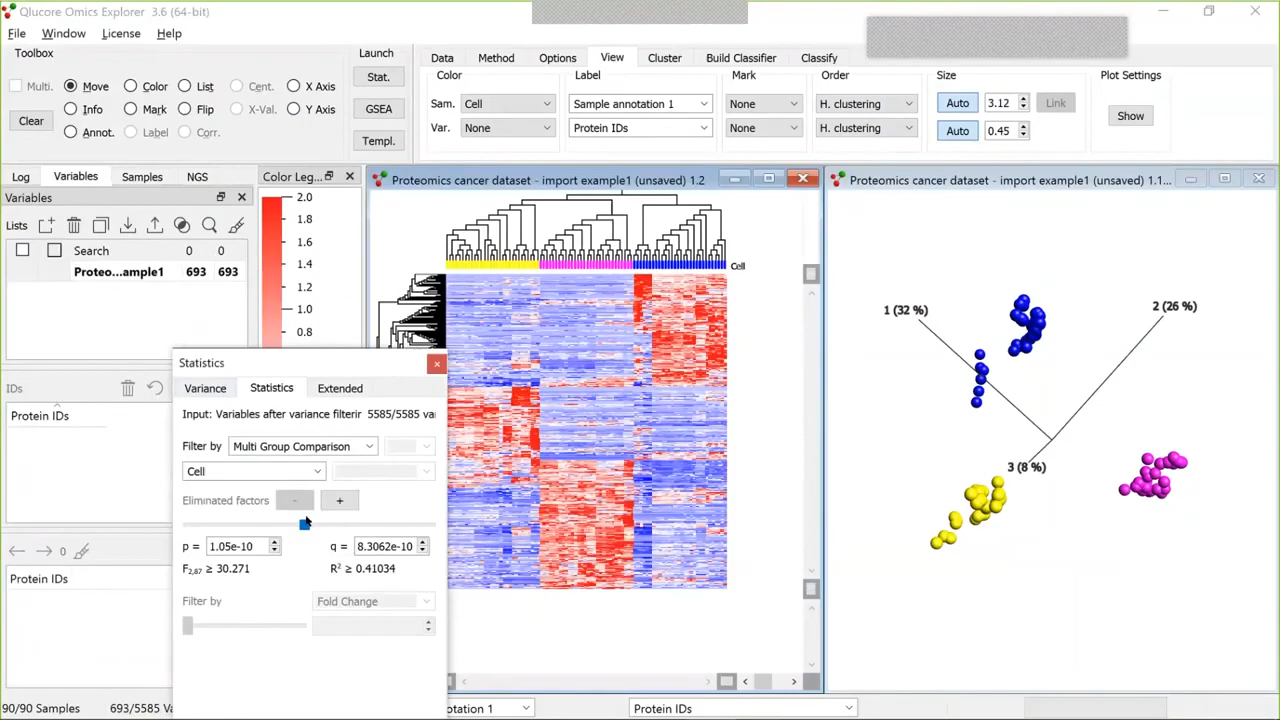 Qlucore Omics Explorer 3.6 (64-bit)
File Window License Help
Toolbox
Launch
Multi. Move Color List Cent. X Axis
Info Mark Flip X-Val. Y Axis
Annot. Label Corr.
Clear
Stat.
GSEA
Templ.
Data Method Options View Cluster Build Classifier Classify
Color Label Mark Order Size Plot Settings
Sam. Cell Sample annotation 1 None H. clustering Auto 3.12 Link
Var. None Protein IDs None H. clustering Auto 0.45
Show
Log Variables Samples NGS
Color Leg...
Variables
Lists
Search 0 0
Proteo...ample1 693 693
2.0
1.8
1.6
1.4
1.2
1.0
0.8
IDs
Protein IDs
0
Protein IDs
90/90 Samples 693/5585 Va
Statistics
Variance Statistics Extended
Input: Variables after variance filterir 5585/5585 va
Filter by Multi Group Comparison
Cell
Eliminated factors - +
p = 1.05e-10 q = 8.3062e-10
F2,87 ≥ 30.271 R² ≥ 0.41034
Filter by Fold Change
Proteomics cancer dataset - import example1 (unsaved) 1.2
Cell
Proteomics cancer dataset - import example1 (unsaved) 1.1...
1 (32 %)
2 (26 %)
3 (8 %)
otation 1
Protein IDs